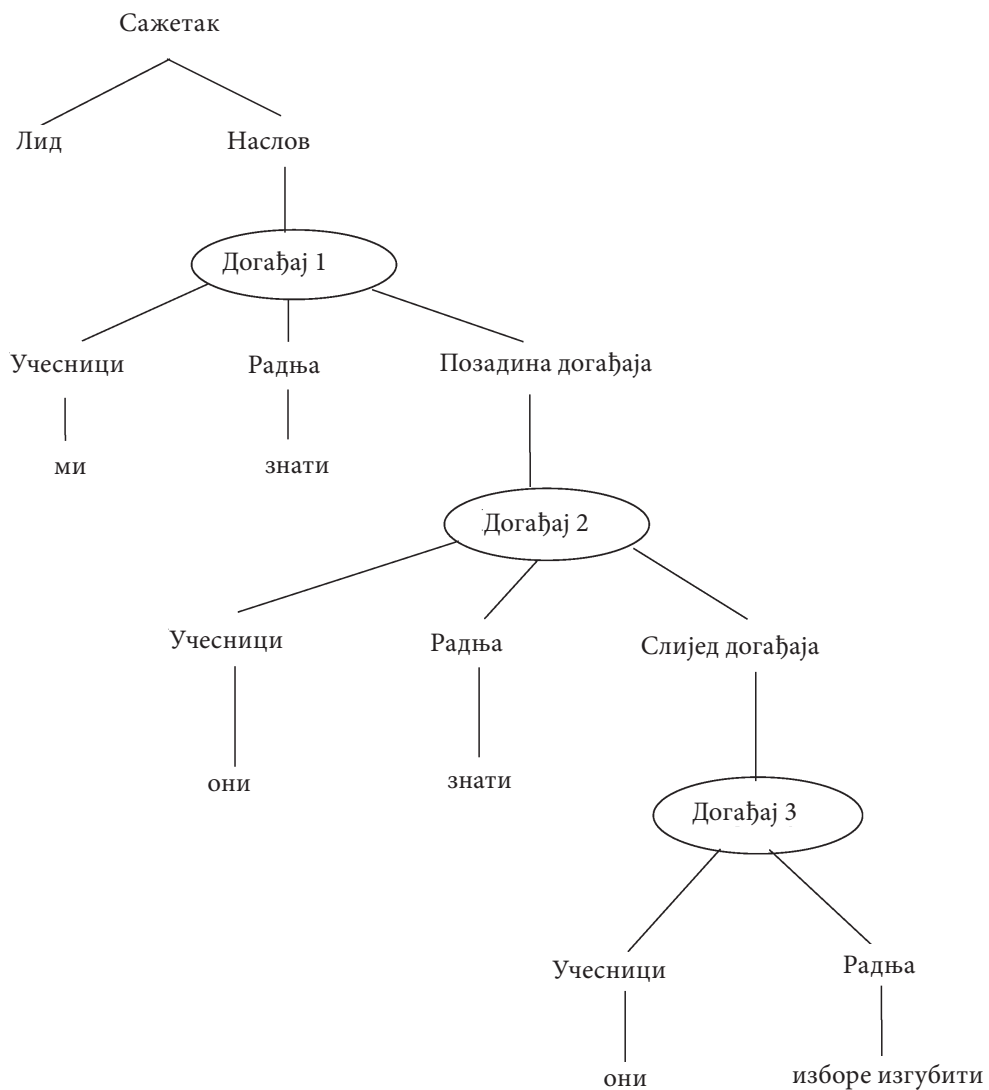 Сажетак
Лид
Наслов
Догађај 1
Учесници
Радња
Позадина догађаја
ми
знати
Догађај 2
Учесници
Радња
Слијед догађаја
они
знати
Догађај 3
Учесници
Радња
они
изборе изгубити